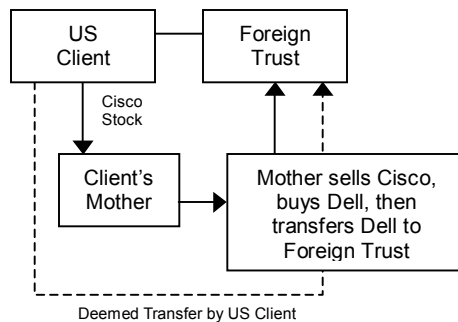 US
Client
Foreign
Trust
Cisco
Stock
Client's
Mother
Mother sells Cisco,
buys Dell, then
transfers Dell to
Foreign Trust
Deemed Transfer by US Client